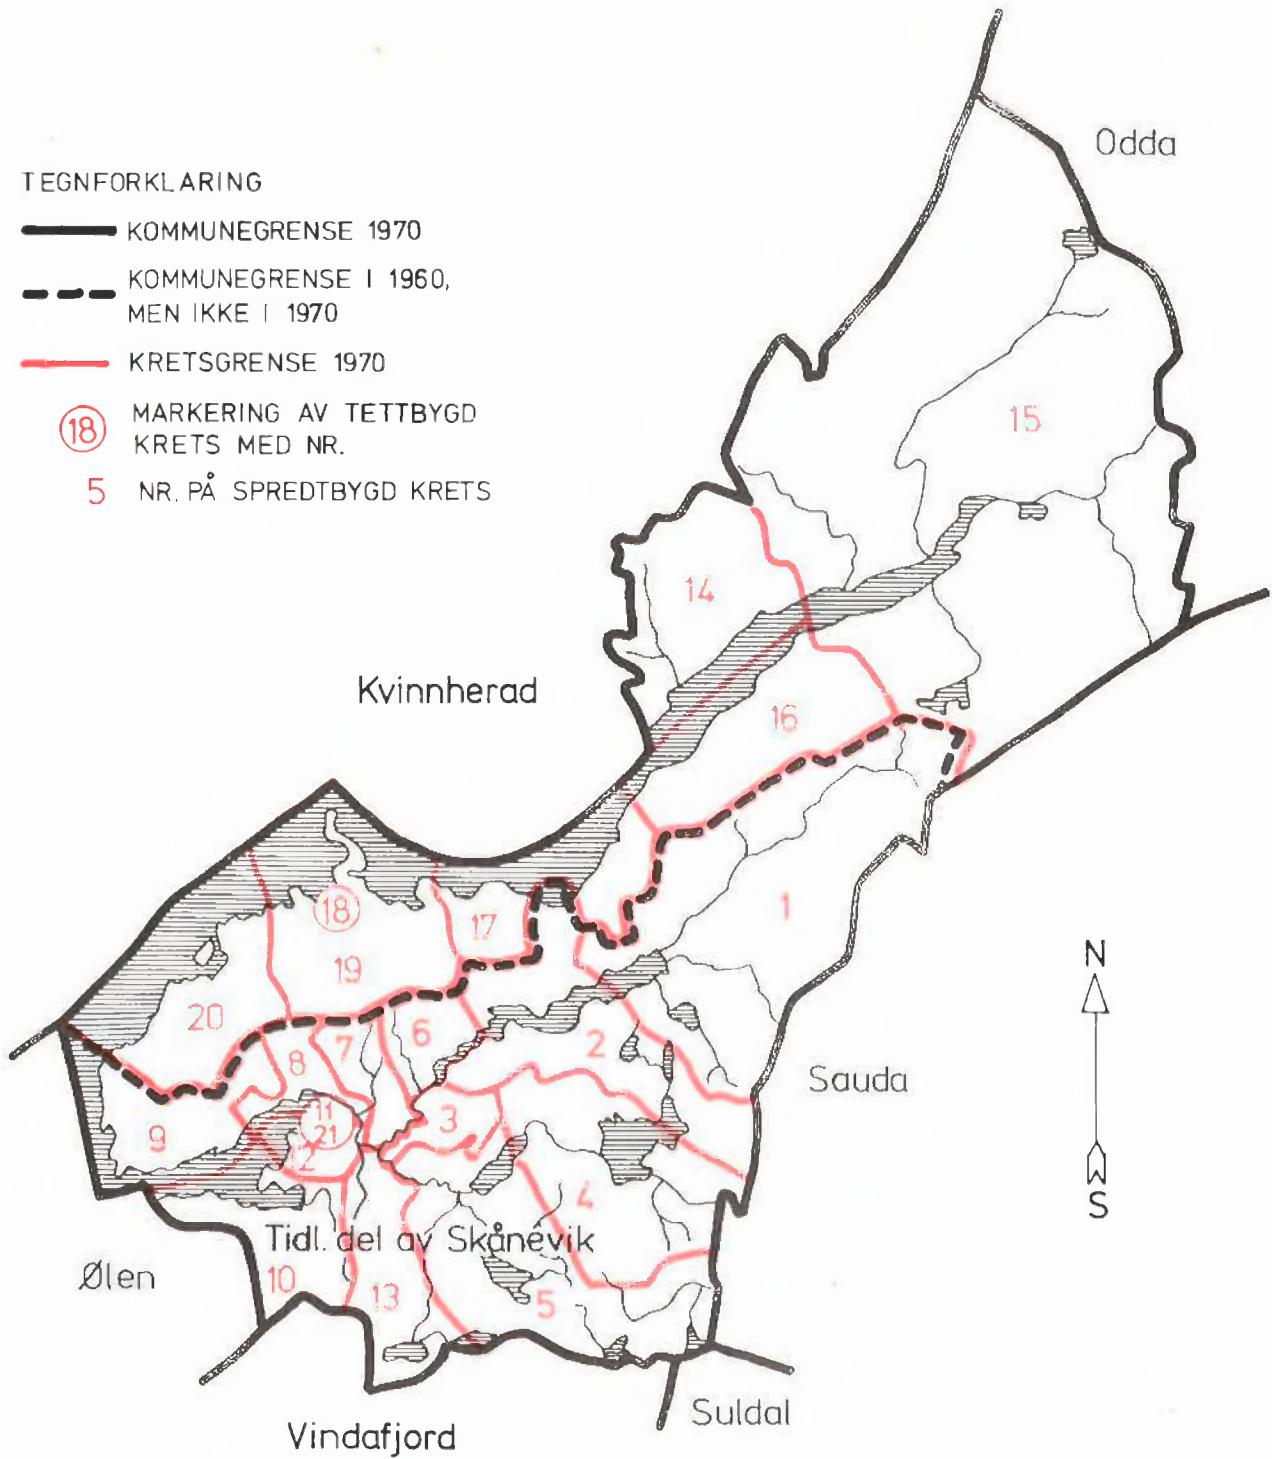 Odda
TEGNFORKLARING
KOMMUNEGRENSE 1970
KOMMUNEGRENSE I 1960,
MEN IKKE I 1970
KRETSGRENSE 1970
18 MARKERING AV TETTBYGD
KRETS MED NR.
5 NR. PÅ SPREDTBYGD KRETS
15
14
Kvinnherad
16
1
18
17
19
20
N
6
7
8
2
Sauda
3
9
11
21
12
4
S
Tidl. del av Skånevik
Ølen
10
13
5
Suldal
Vindafjord